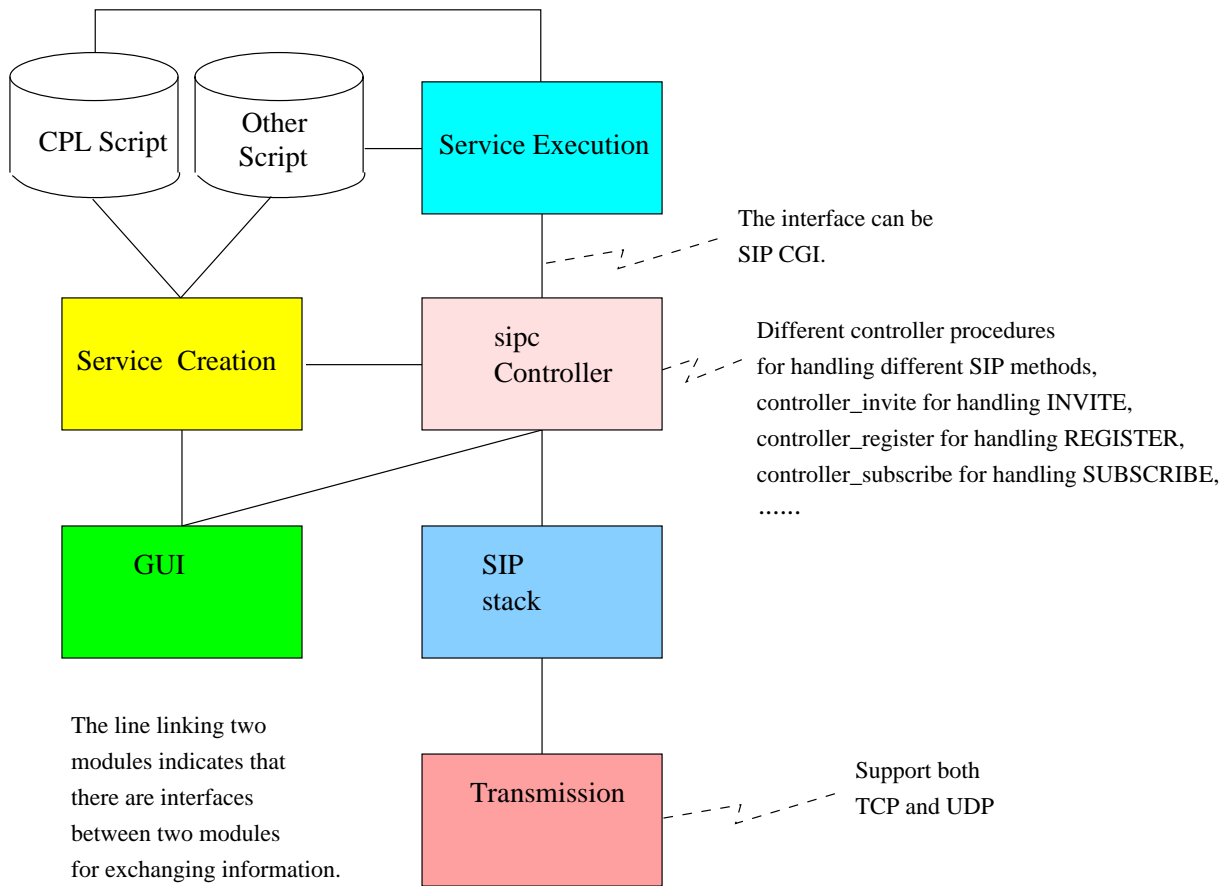 CPL Script
Other
Script
Service Execution
The interface can be
SIP CGI.
Service Creation
sipc
Controller
Different controller procedures
for handling different SIP methods,
controller_invite for handling INVITE,
controller_register for handling REGISTER,
controller_subscribe for handling SUBSCRIBE,
......
GUI
SIP
stack
The line linking two
modules indicates that
there are interfaces
between two modules
for exchanging information.
Transmission
Support both
TCP and UDP